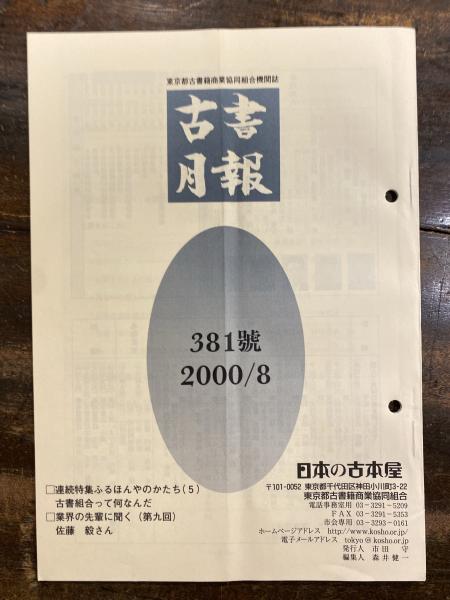 東京都古書籍商業協同組合機関誌
古書
月報
381號
2000/8
□連続特集ふるほんやのかたち(5)
古書組合って何なんだ
□業界の先輩に聞く(第九回)
佐藤 毅さん
日本の古本屋
〒101-0052 東京都千代田区神田小川町3-22
東京都古書籍商業協同組合
電話事務室用 03-3291-5209
FAX 03-3291-5353
市会専用 03-3293-0161
ホームページアドレス http://www.kosho.or.jp/
電子メールアドレス tokyo@kosho.or.jp
発行人 市田 守
編集人 森井健一